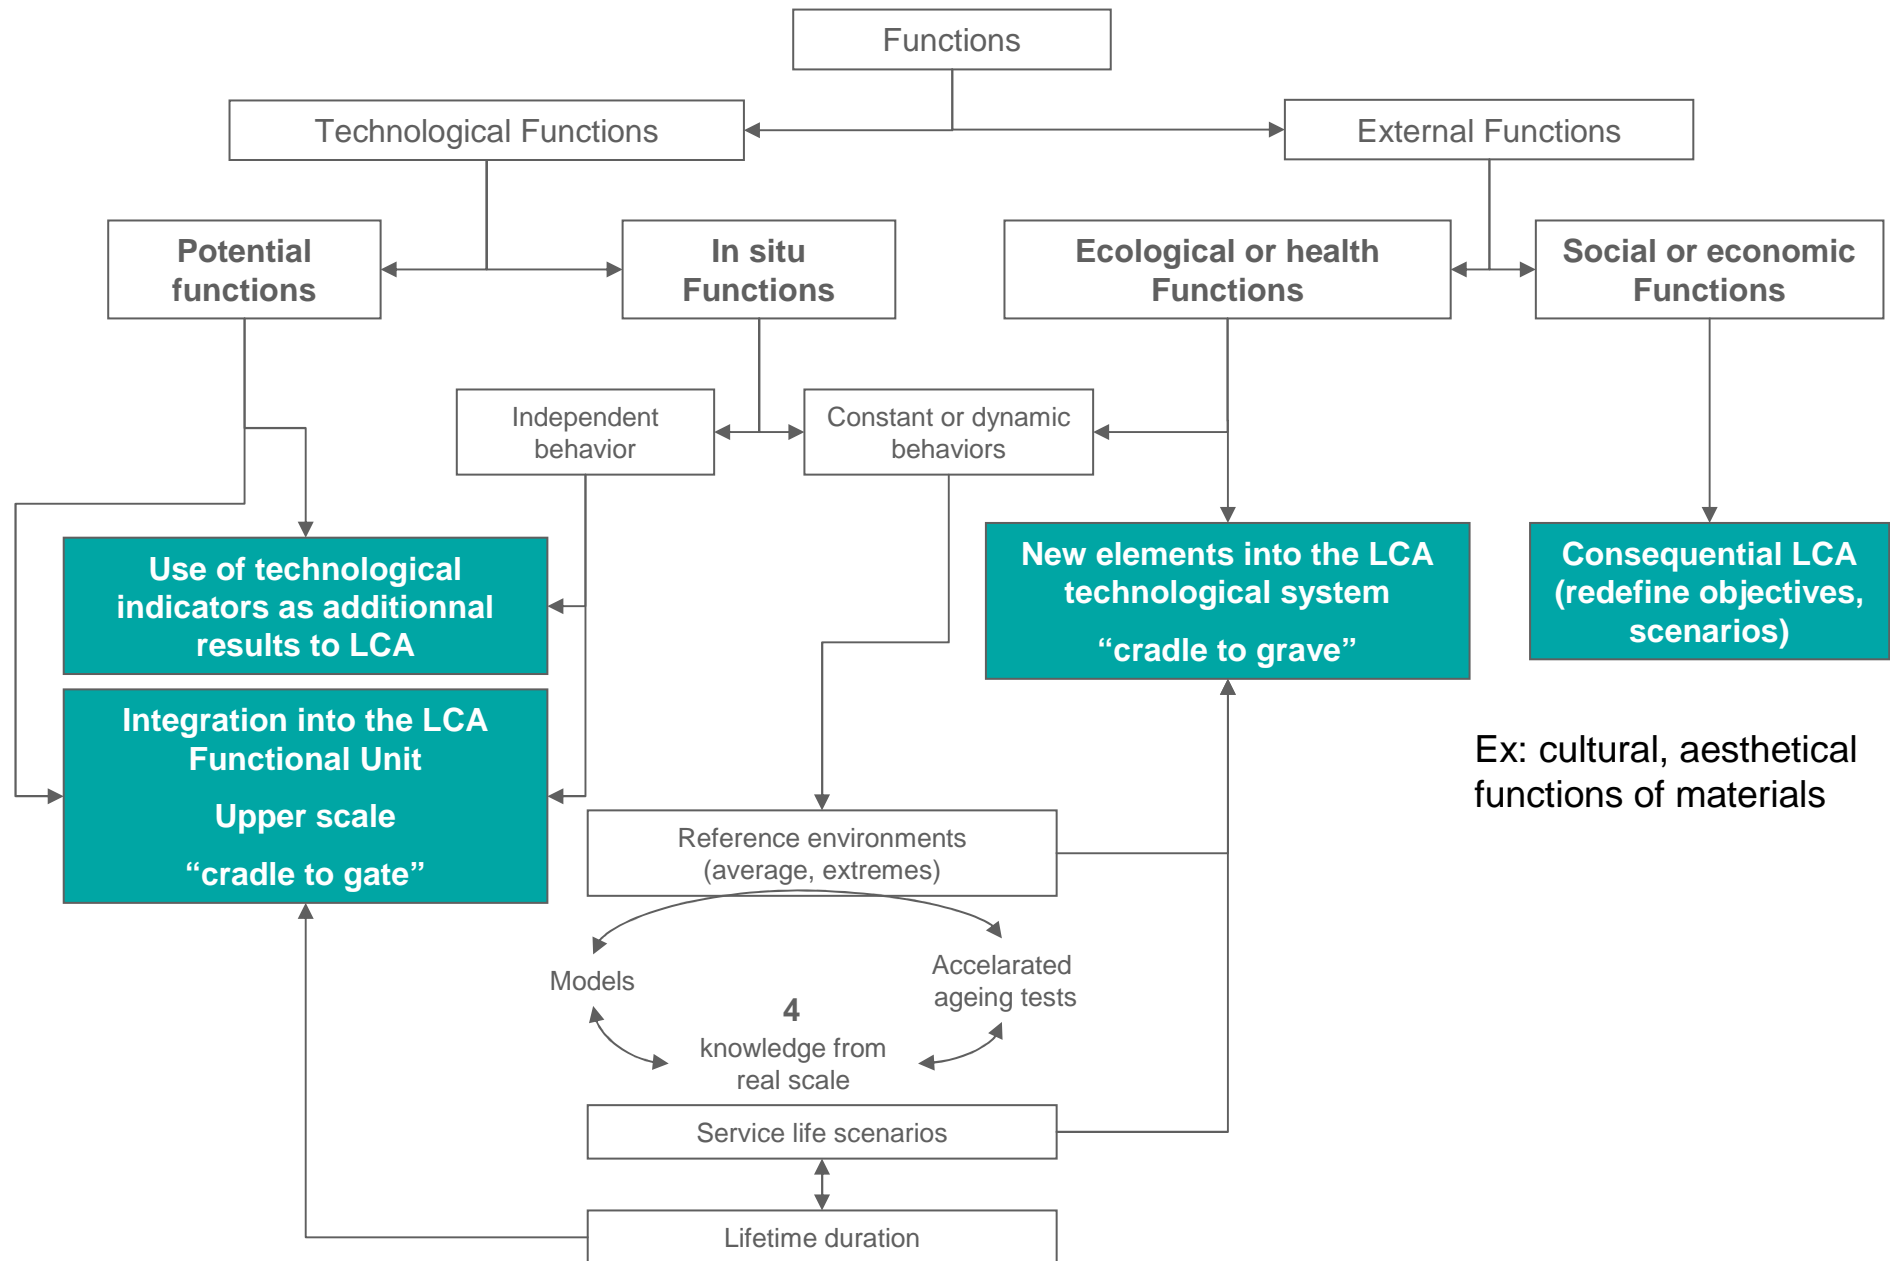 Functions
Technological Functions
External Functions
Potential
functions
In situ
Functions
Ecological or health
Functions
Social or economic
Functions
Independent
behavior
Constant or dynamic
behaviors
Use of technological
indicators as additionnal
results to LCA
New elements into the LCA
technological system
“cradle to grave”
Consequential LCA
(redefine objectives,
scenarios)
Integration into the LCA
Functional Unit
Upper scale
“cradle to gate”
Ex: cultural, aesthetical
functions of materials
Reference environments
(average, extremes)
Models
Accelarated
ageing tests
4
knowledge from
real scale
Service life scenarios
Lifetime duration